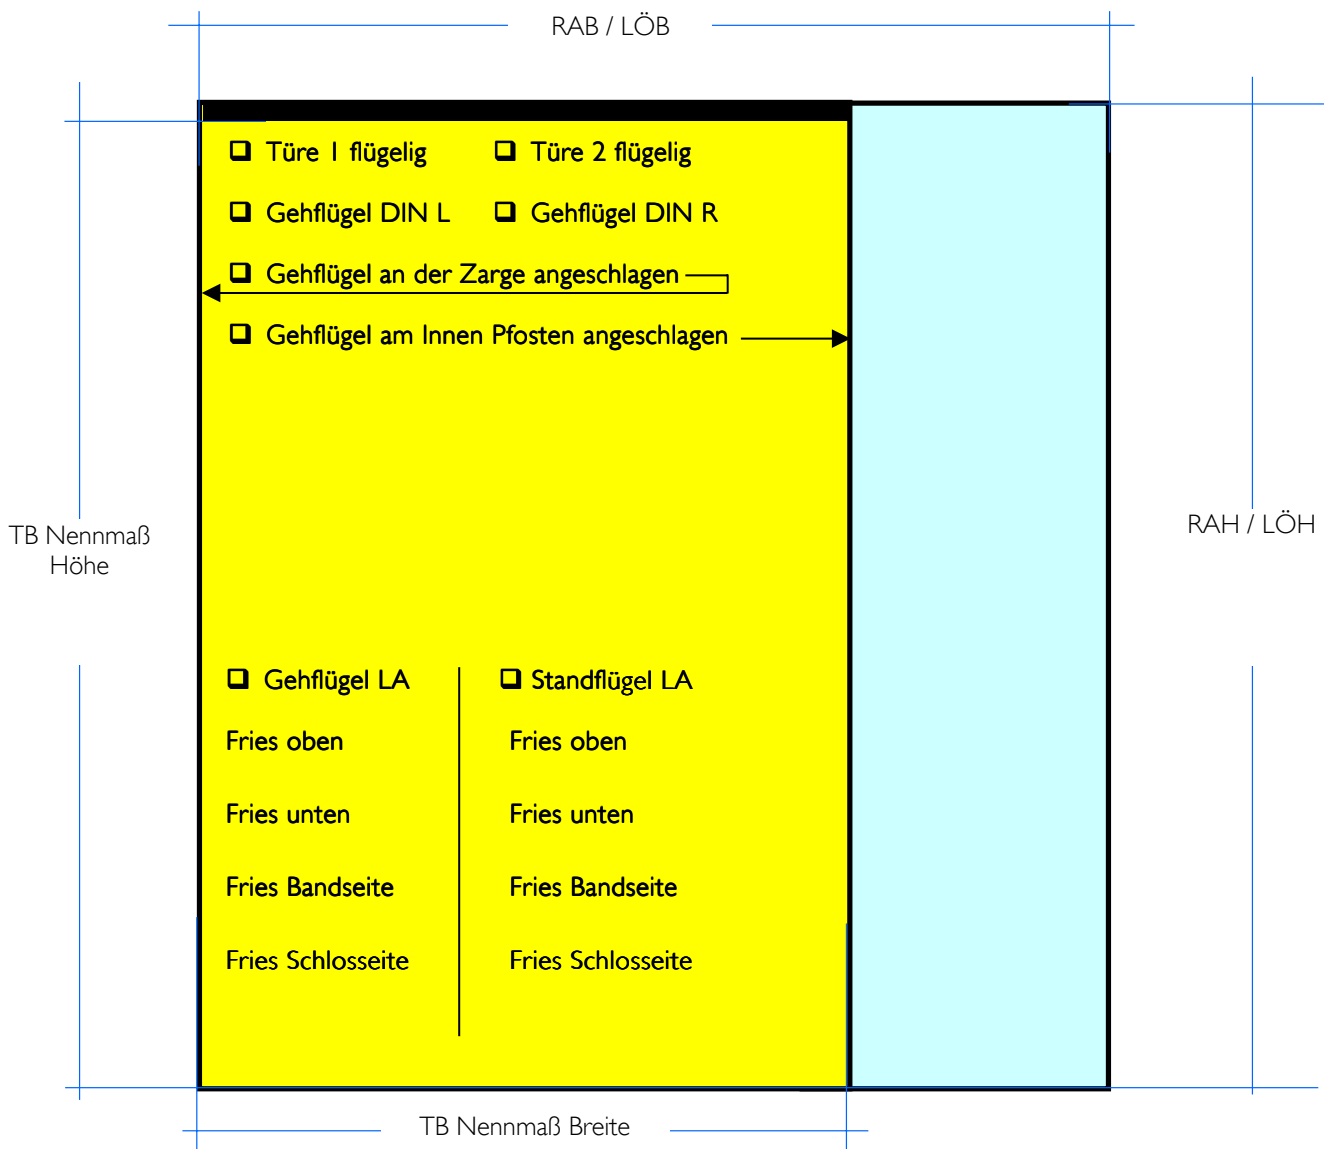 RAB / LÖB
Türe 1 flügelig Türe 2 flügelig
Gehflügel DIN L Gehflügel DIN R
Gehflügel an der Zarge angeschlagen
Gehflügel am Innen Pfosten angeschlagen
TB Nennmaß
Höhe
RAH / LÖH
Gehflügel LA Standflügel LA
Fries oben Fries oben
Fries unten Fries unten
Fries Bandseite Fries Bandseite
Fries Schlosseite Fries Schlosseite
TB Nennmaß Breite